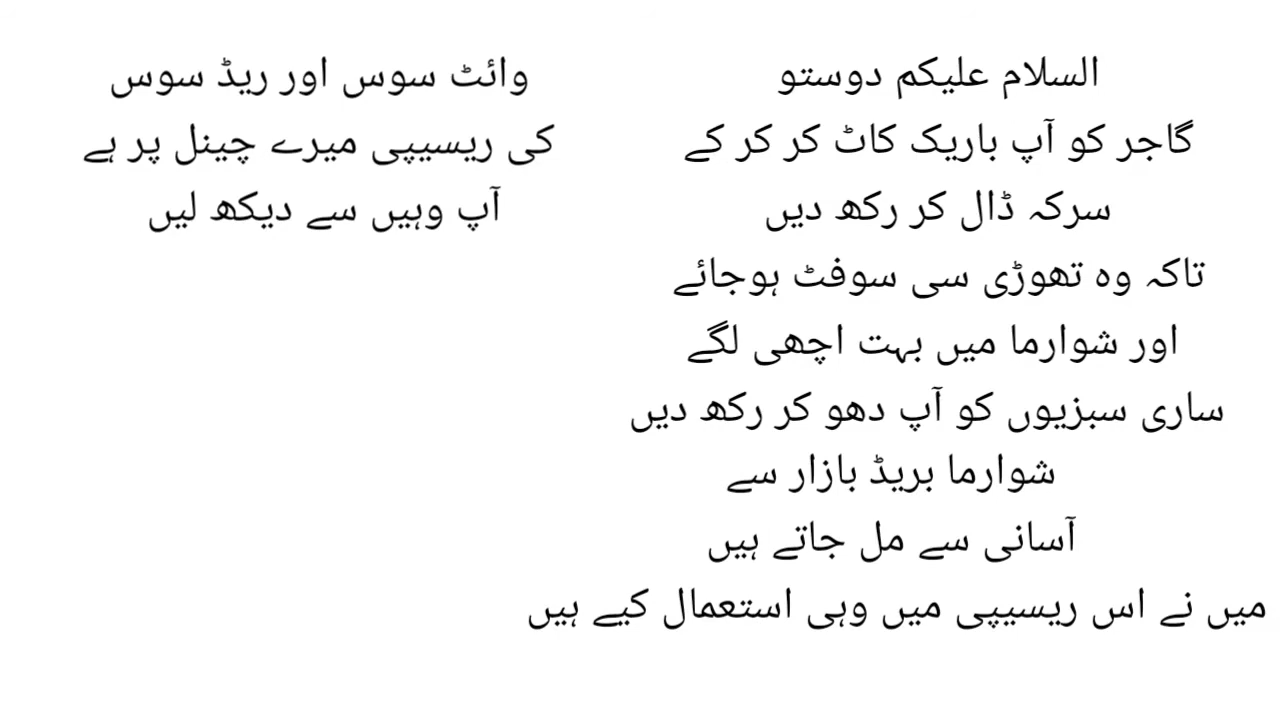 السلام علیکم دوستو
گاجر کو آپ باریک کاٹ کر کر کے
سرکہ ڈال کر رکھ دیں
تاکہ وہ تھوڑی سی سوفٹ ہوجائے
اور شوارما میں بہت اچھی لگے
ساری سبزیوں کو آپ دھو کر رکھ دیں
شوارما بریڈ بازار سے
آسانی سے مل جاتے ہیں
میں نے اس ریسیپی میں وہی استعمال کیے ہیں
وائٹ سوس اور ریڈ سوس
کی ریسیپی میرے چینل پر ہے
آپ وہیں سے دیکھ لیں